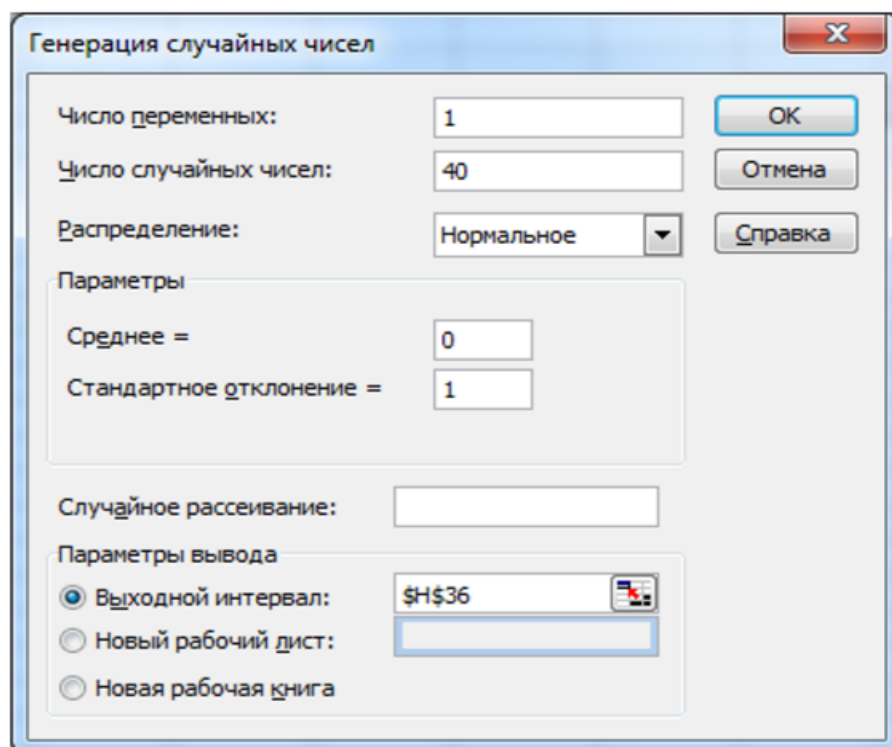 Генерация случайных чисел
Число переменных: 1 OK
Число случайных чисел: 40 Отмена
Распределение: Нормальное Справка
Параметры
Среднее = 0
Стандартное отклонение = 1
Случайное рассеивание:
Параметры вывода
Выходной интервал: $H$36
Новый рабочий лист:
Новая рабочая книга